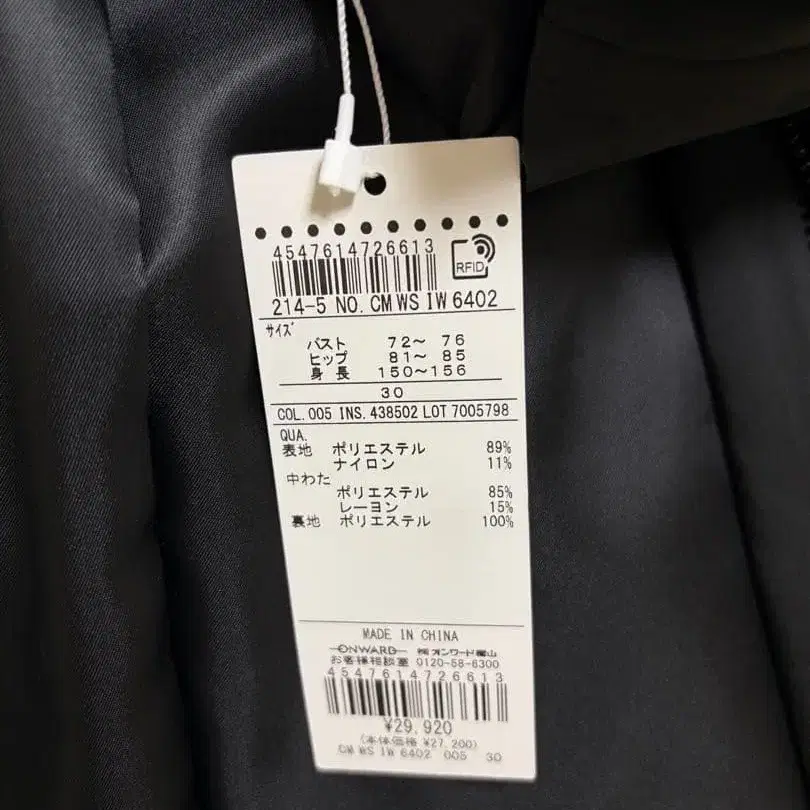 4547614726613
RFID
214-5 NO. CM WS IW 6402
サイズ
バスト 72～ 76
ヒップ 81～ 85
身長 150～156
30
COL. 005 INS. 438502 LOT 7005798
QUA.
表地 ポリエステル 89%
ナイロン 11%
中わた
ポリエステル 85%
レーヨン 15%
裏地 ポリエステル 100%
MADE IN CHINA
ONWARD ㈱オンワード樫山
お客様相談室 0120-58-6300
4547614726613
¥29,920
(本体価格 ¥27,200)
CM WS IW 6402 005 30